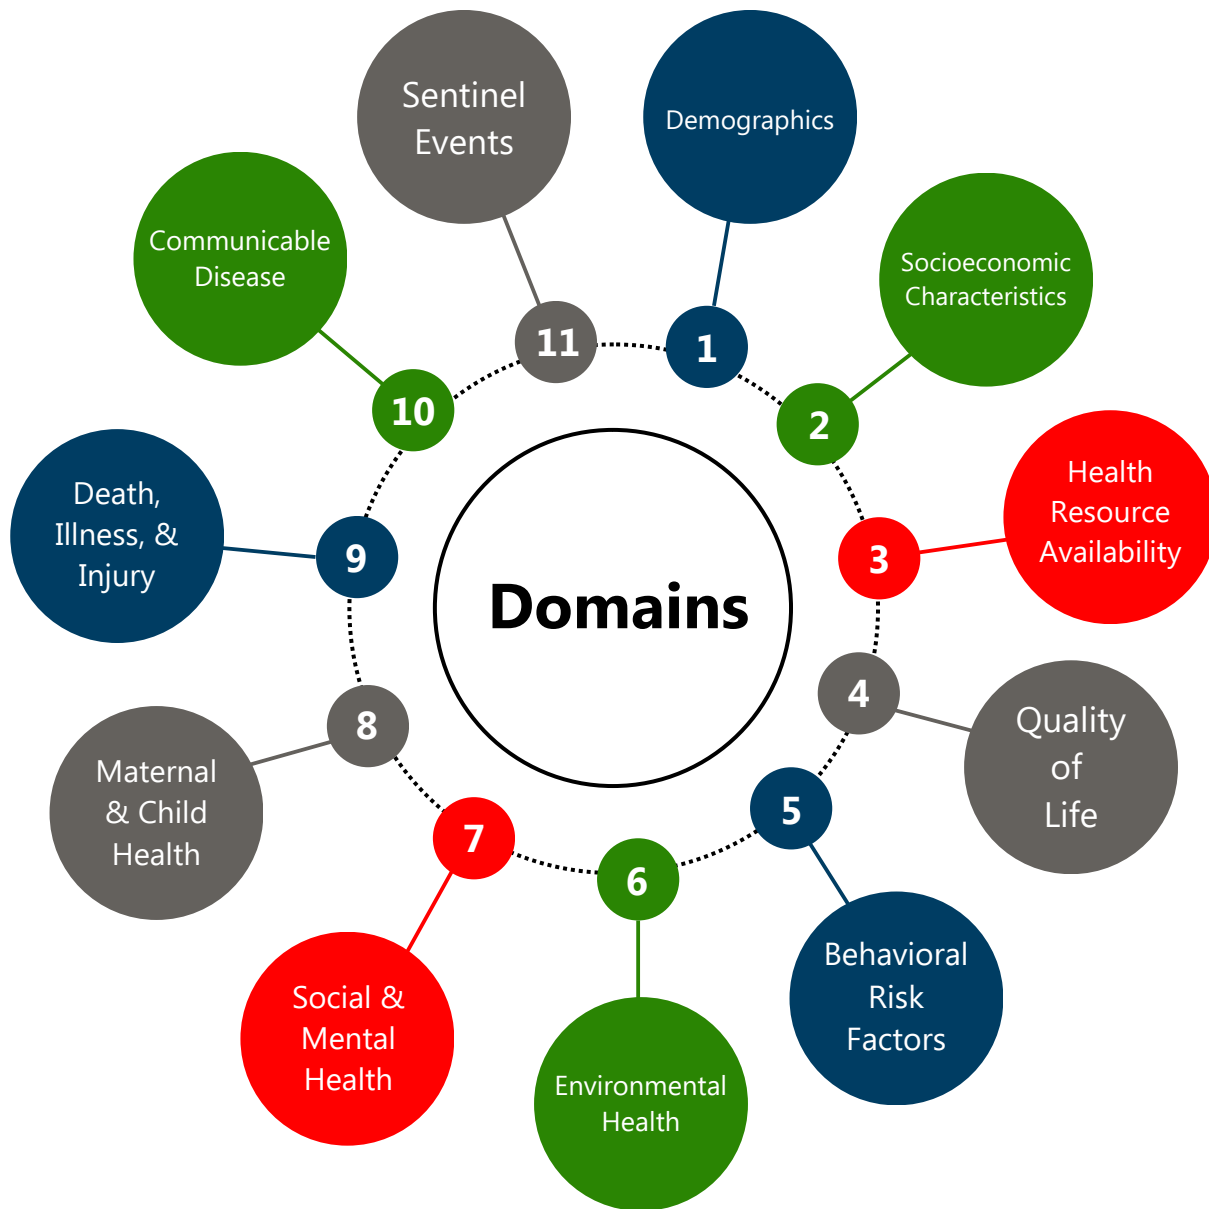 Domains
1
Demographics
2
Socioeconomic
Characteristics
3
Health
Resource
Availability
4
Quality
of
Life
5
Behavioral
Risk
Factors
6
Environmental
Health
7
Social &
Mental
Health
8
Maternal
& Child
Health
9
Death,
Illness, &
Injury
10
Communicable
Disease
11
Sentinel
Events